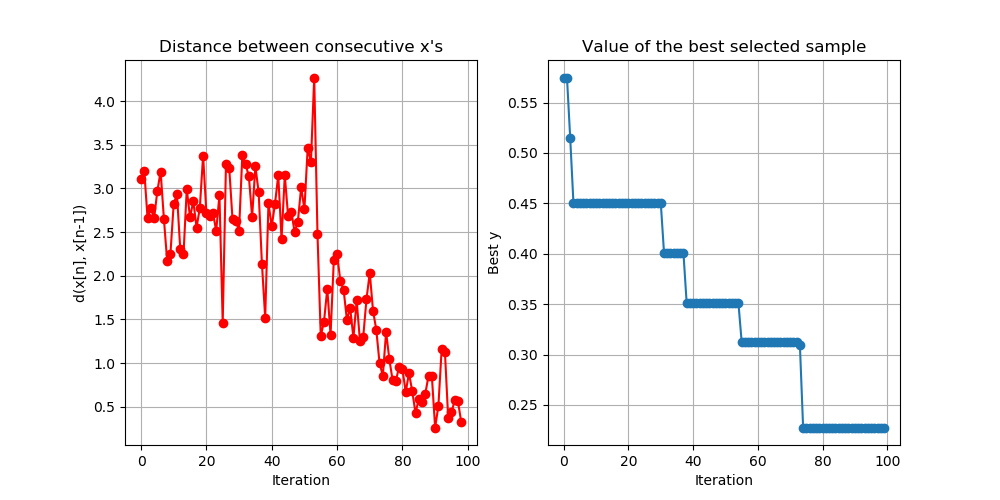 Distance between consecutive x's
d(x[n], x[n-1])
4.0
3.5
3.0
2.5
2.0
1.5
1.0
0.5
0 20 40 60 80 100
Iteration
Value of the best selected sample
Best y
0.55
0.50
0.45
0.40
0.35
0.30
0.25
0 20 40 60 80 100
Iteration